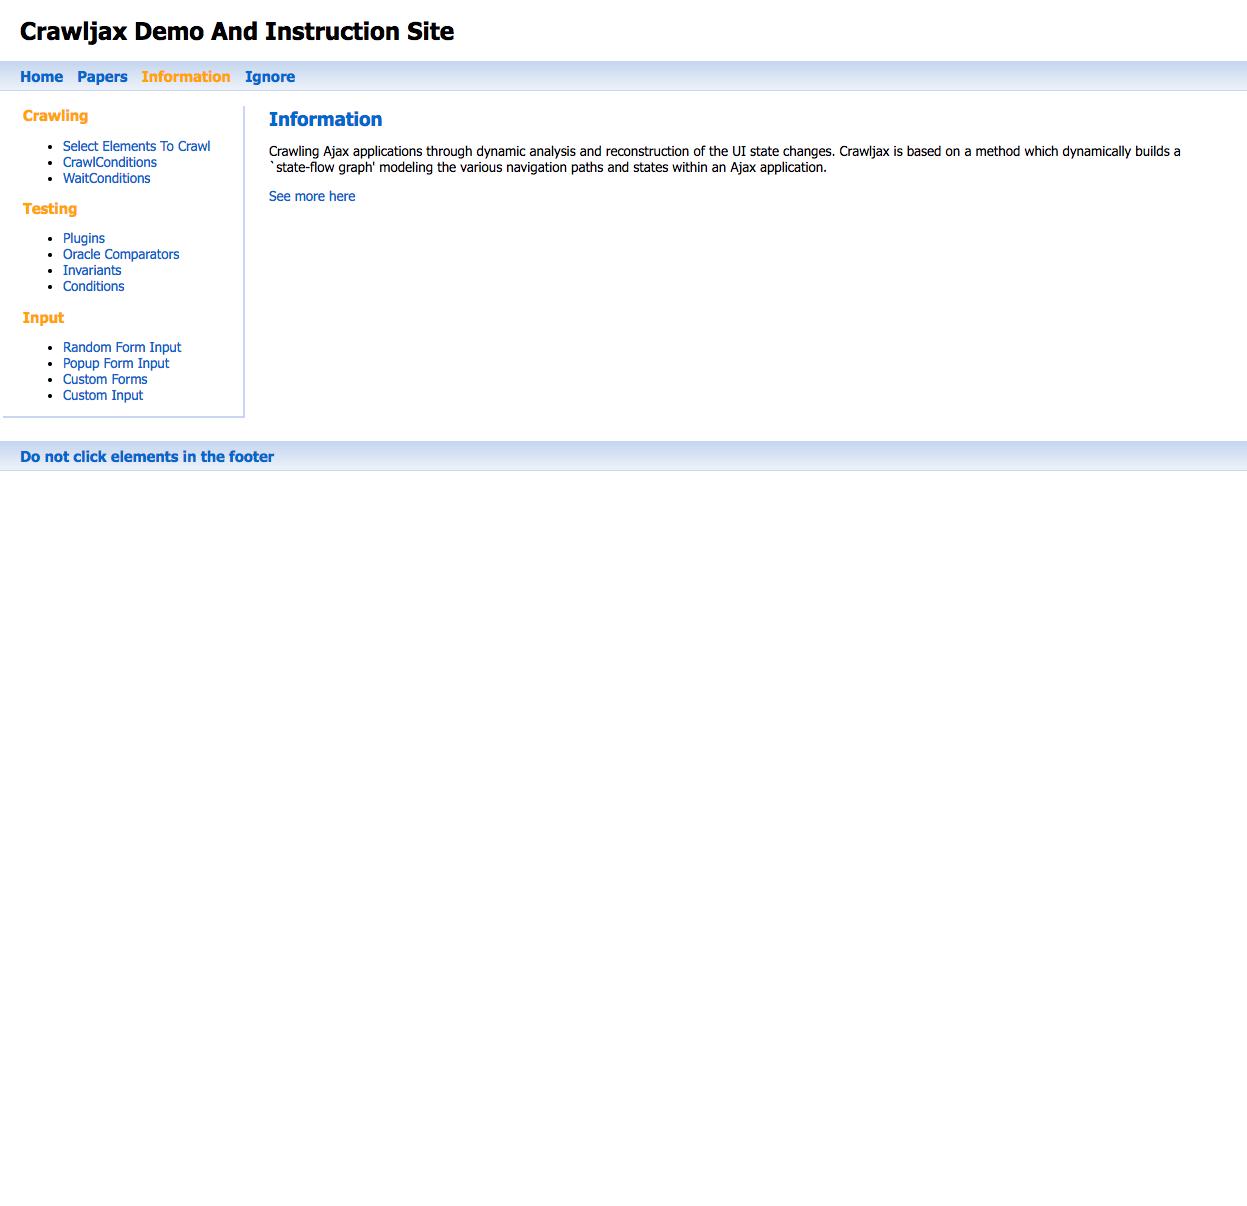 Crawljax Demo And Instruction Site
Home Papers Information Ignore
Crawling
Select Elements To Crawl
CrawlConditions
WaitConditions
Testing
Plugins
Oracle Comparators
Invariants
Conditions
Input
Random Form Input
Popup Form Input
Custom Forms
Custom Input
Information
Crawling Ajax applications through dynamic analysis and reconstruction of the UI state changes. Crawljax is based on a method which dynamically builds a
`state-flow graph' modeling the various navigation paths and states within an Ajax application.
See more here
Do not click elements in the footer